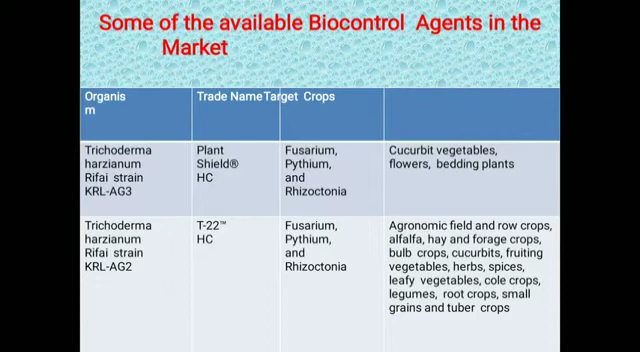 Some of the available Biocontrol Agents in the
Market
Organis
m
Trade Name
Target Crops
Trichoderma
harzianum
Rifai strain
KRL-AG3
Plant
Shield®
HC
Fusarium,
Pythium,
and
Rhizoctonia
Cucurbit vegetables,
flowers, bedding plants
Trichoderma
harzianum
Rifai strain
KRL-AG2
T-22™
HC
Fusarium,
Pythium,
and
Rhizoctonia
Agronomic field and row crops,
alfalfa, hay and forage crops,
bulb crops, cucurbits, fruiting
vegetables, herbs, spices,
leafy vegetables, cole crops,
legumes, root crops, small
grains and tuber crops